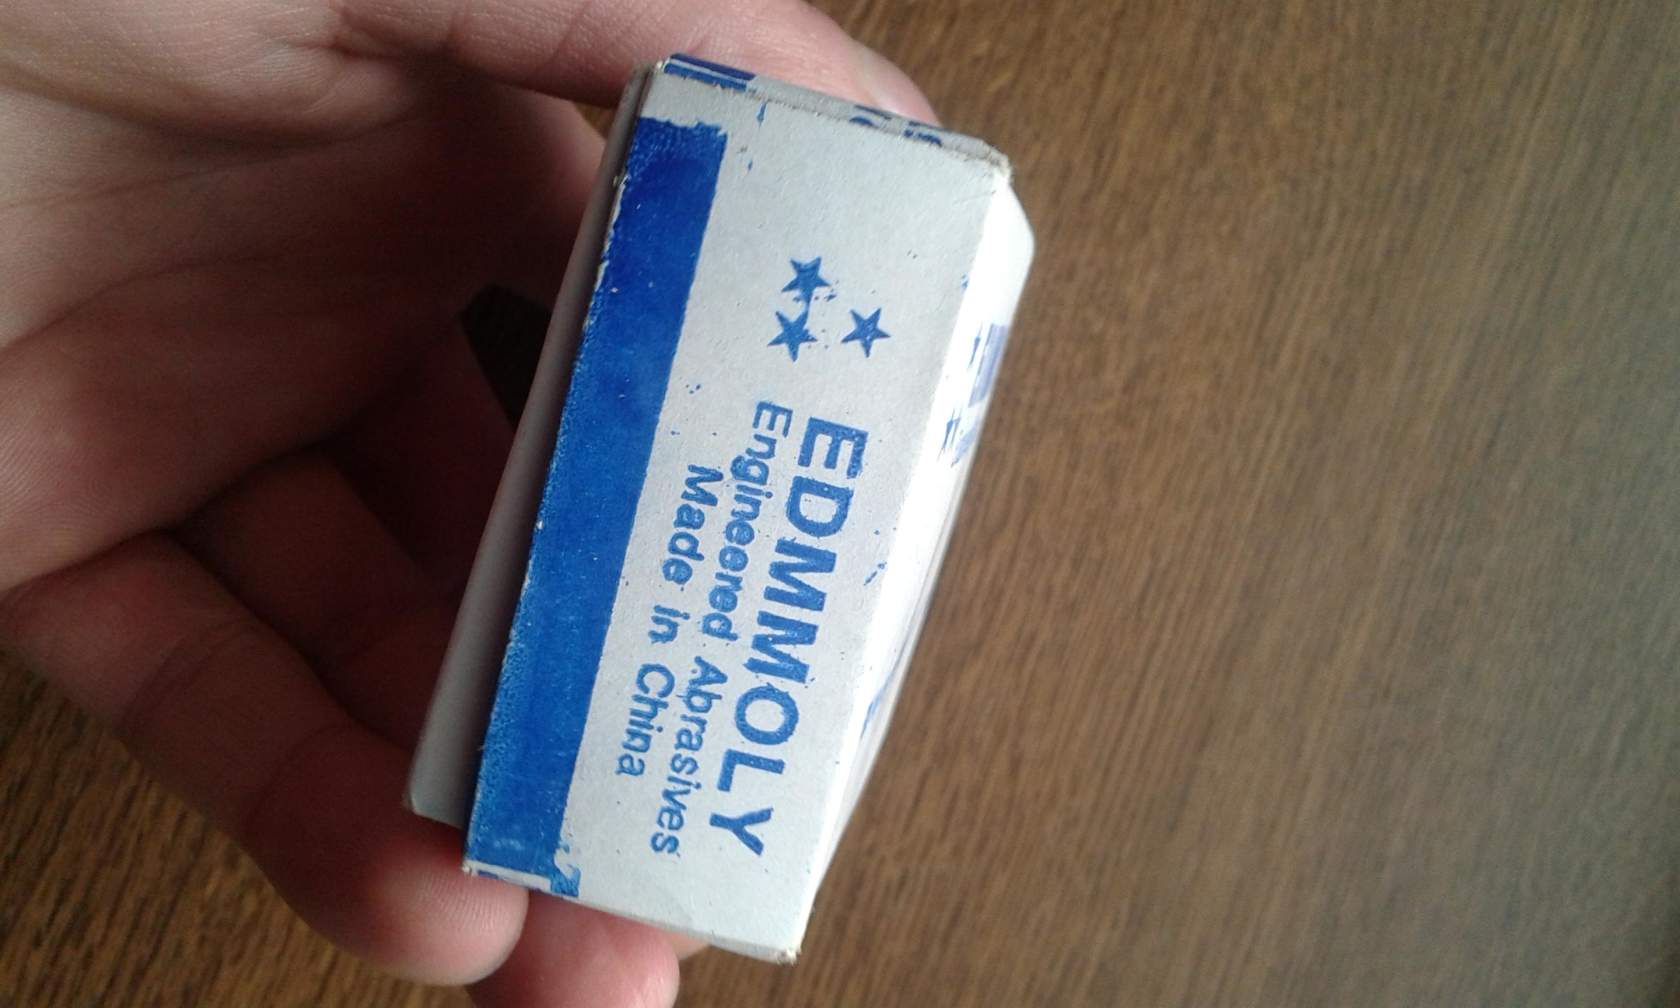 EDMMOLY
Engineered Abrasives
Made in China